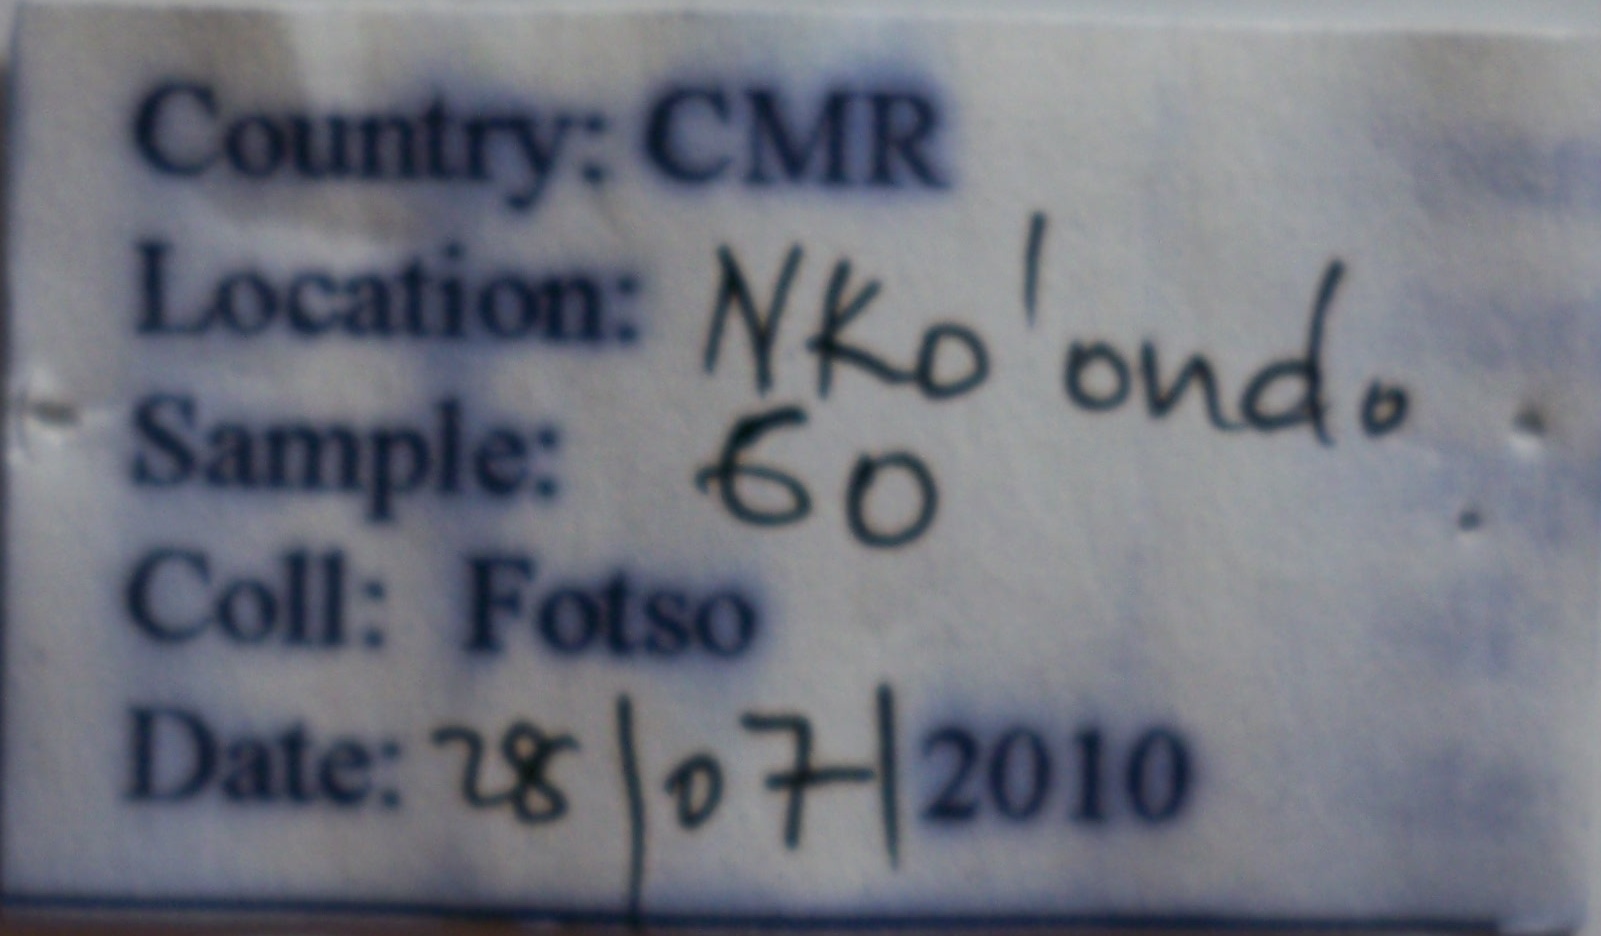 Country: CMR
Location: Nko'ondo
Sample: 60
Coll: Fotso
Date: 28/07/2010